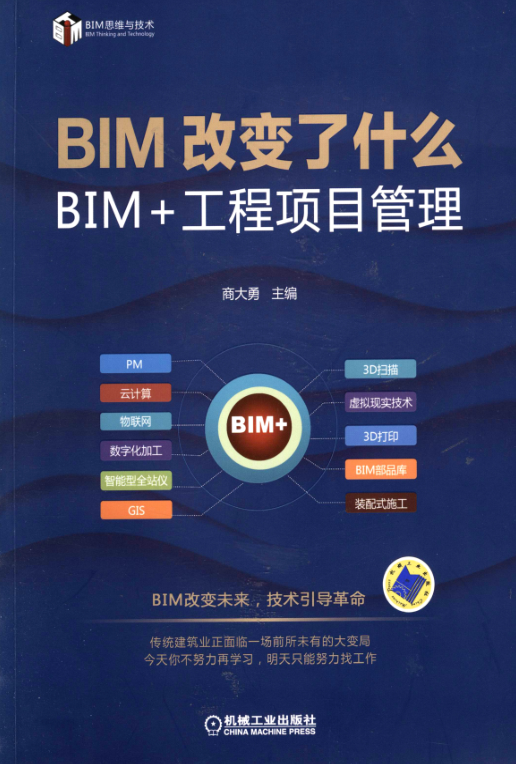 BIM思维与技术
BIM Thinking and Technology
BIM 改变了什么
BIM+工程项目管理
商大勇 主编
PM
云计算
物联网
数字化加工
智能型全站仪
GIS
BIM+
3D扫描
虚拟现实技术
3D打印
BIM部品库
装配式施工
BIM改变未来，技术引导革命
传统建筑业正面临一场前所未有的大变局
今天你不努力再学习，明天只能努力找工作
机械工业出版社
CHINA MACHINE PRESS